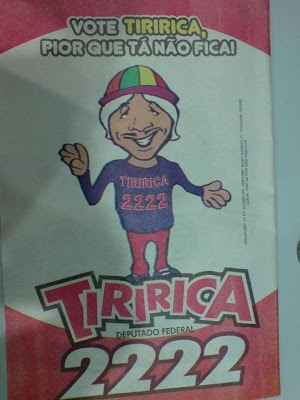 VOTE TIRIRICA,
PIOR QUE TÁ NÃO FICA!
TIRIRICA
2222
TIRIRICA
DEPUTADO FEDERAL
2222